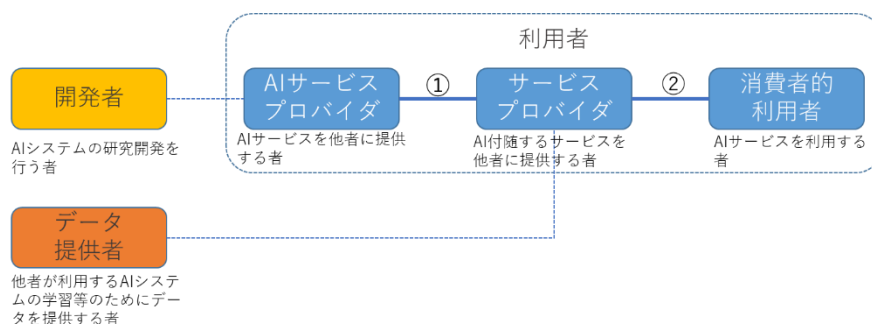 利用者
開発者
AIシステムの研究開発を
行う者
AIサービス
プロバイダ
AIサービスを他者に提供
する者
①
サービス
プロバイダ
AI付随するサービスを
他者に提供する者
②
消費者的
利用者
AIサービスを利用する
者
データ
提供者
他者が利用するAIシステ
ムの学習等のためにデー
タを提供する者